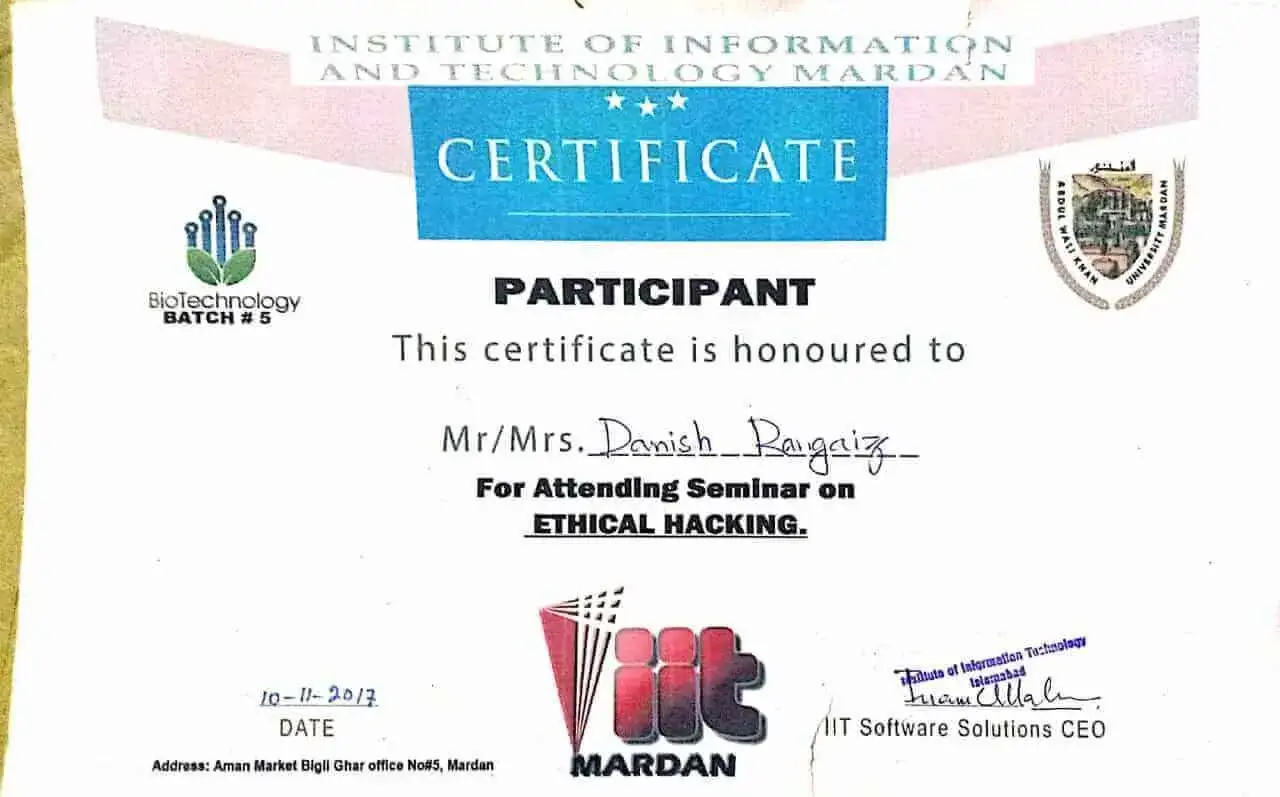 INSTITUTE OF INFORMATION
AND TECHNOLOGY MARDAN
CERTIFICATE
BioTechnology
BATCH # 5
ABDUL WALI KHAN UNIVERSITY MARDAN
PARTICIPANT
This certificate is honoured to
Mr/Mrs. Danish Rangaiz
For Attending Seminar on
ETHICAL HACKING.
iit
MARDAN
10-11-2017
DATE
Address: Aman Market Bigli Ghar office No#5, Mardan
Institute of Information Technology
Islamabad
IIT Software Solutions CEO